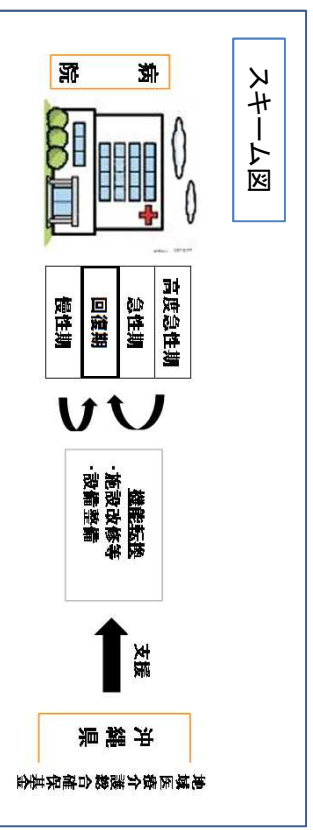 スキーム図
病院
高度急性期
急性期
回復期
慢性期
機能転換
・施設改修等
・設備整備
支援
沖縄県
地域医療介護総合確保基金